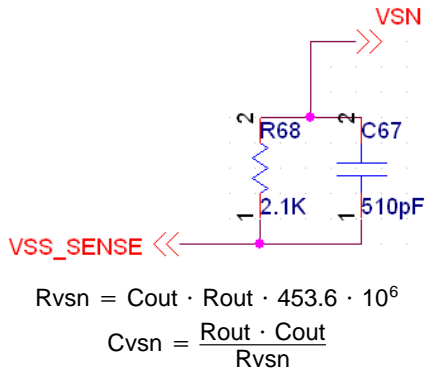 VSN
2
2
R68
C67
1
2.1K
1
510pF
VSS_SENSE
Rvsn = Cout · Rout · 453.6 · 10⁶
Cvsn = Rout · Cout / Rvsn